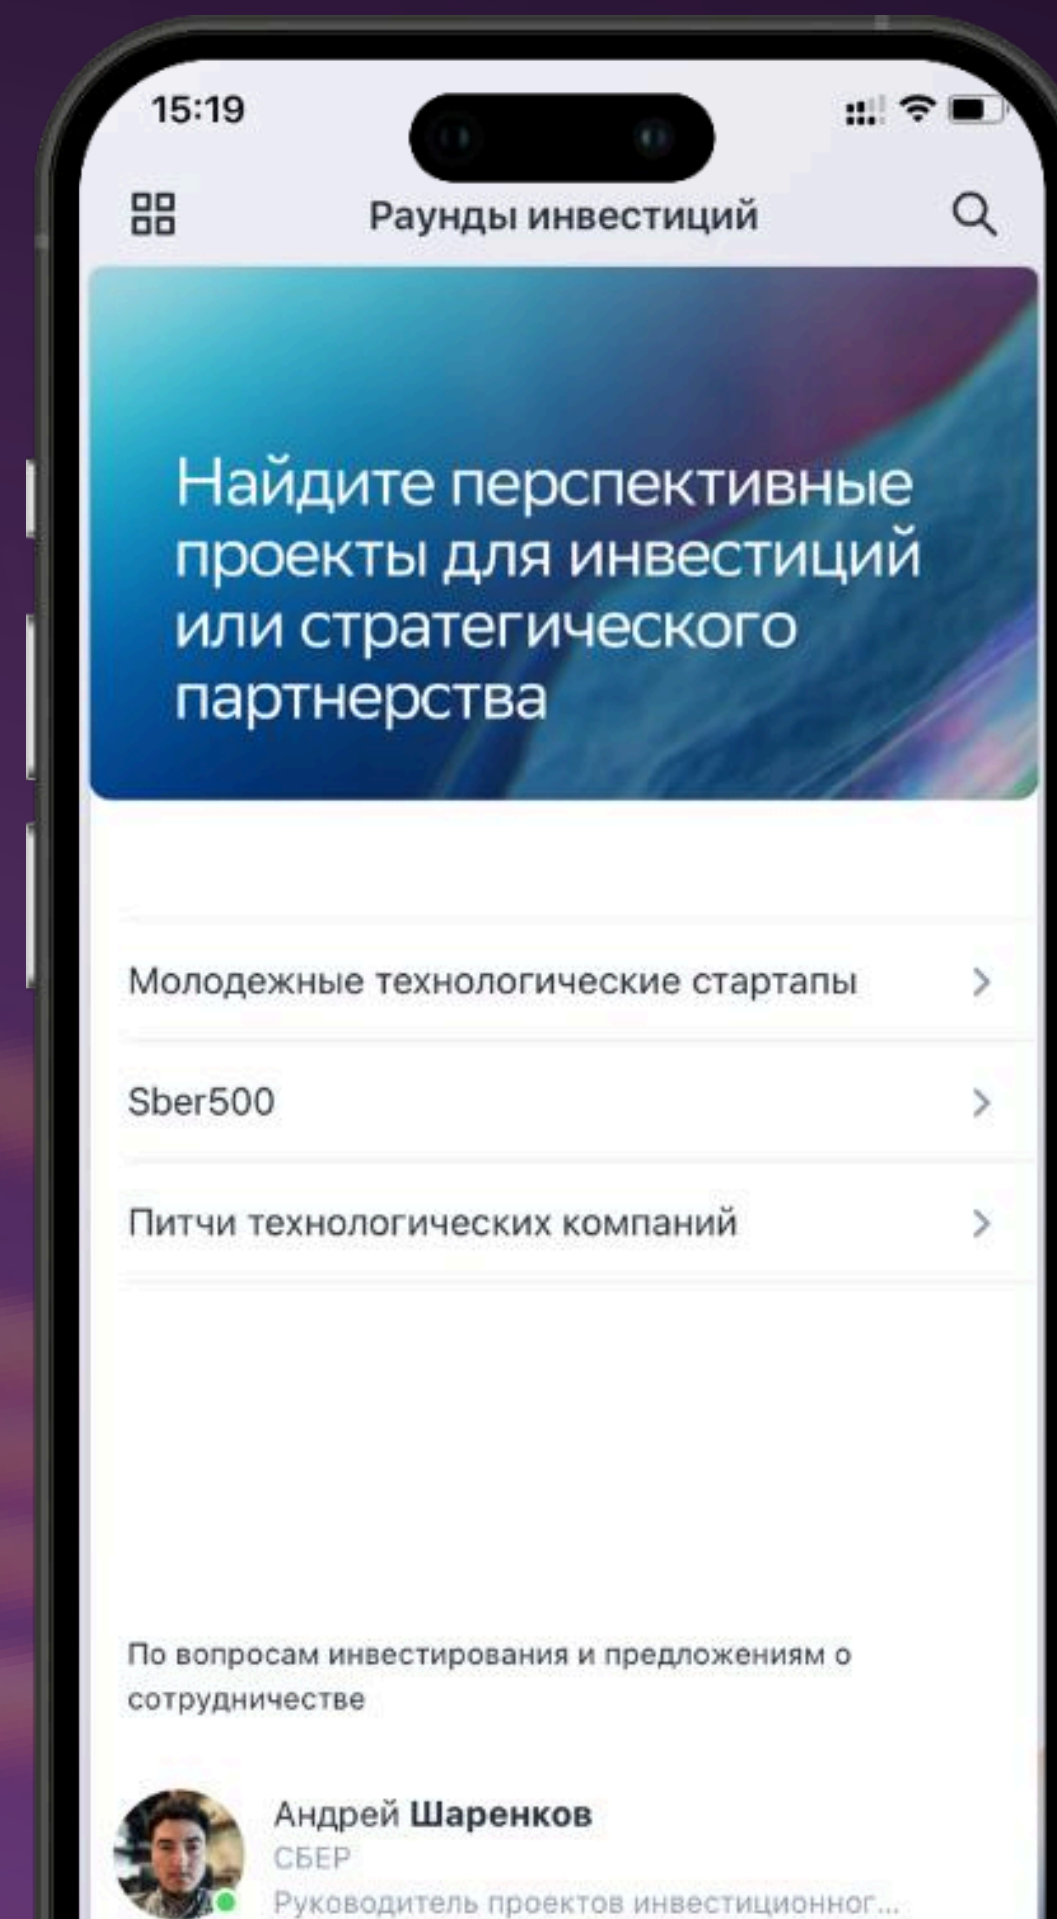 15:19
Раунды инвестиций
Найдите перспективные
проекты для инвестиций
или стратегического
партнерства
Молодежные технологические стартапы
Sber500
Питчи технологических компаний
По вопросам инвестирования и предложениям о
сотрудничестве
Андрей Шаренков
СБЕР
Руководитель проектов инвестиционног...